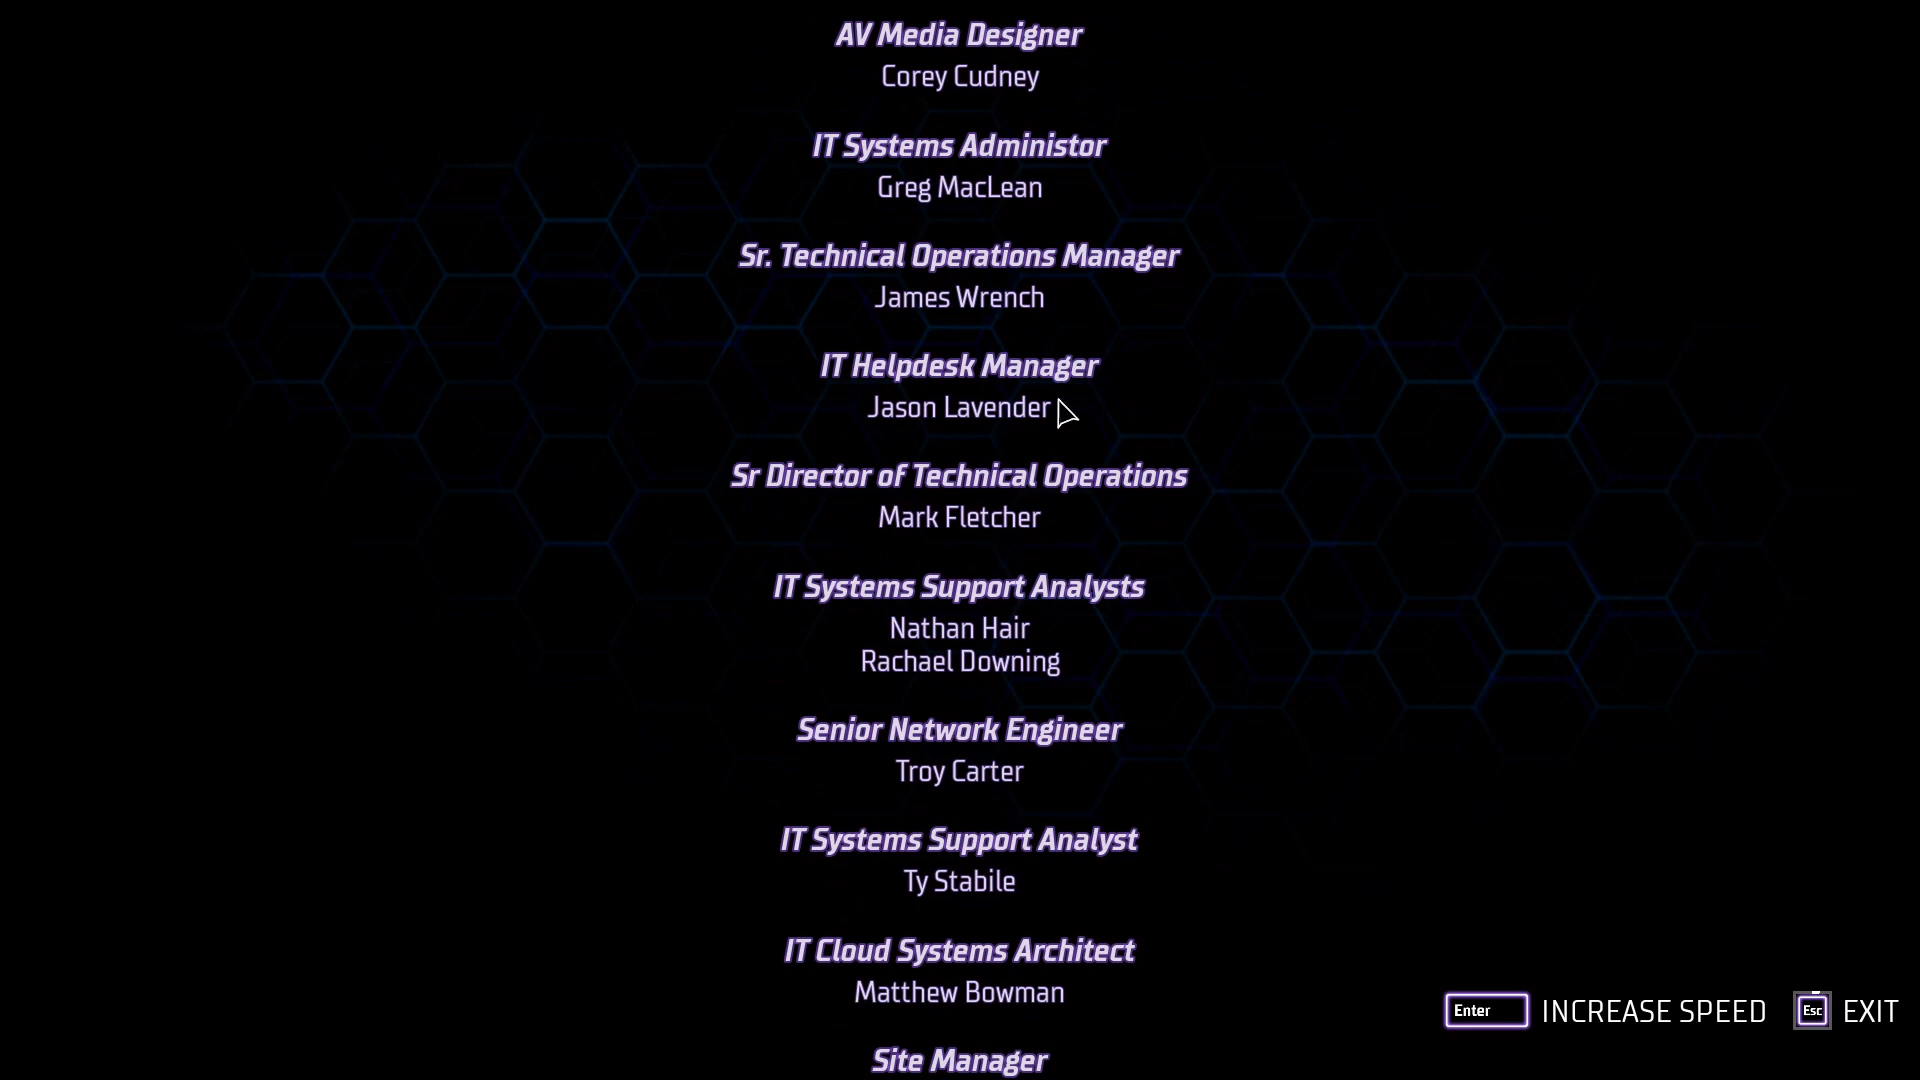 AV Media Designer
Corey Cudney
IT Systems Administor
Greg MacLean
Sr. Technical Operations Manager
James Wrench
IT Helpdesk Manager
Jason Lavender
Sr Director of Technical Operations
Mark Fletcher
IT Systems Support Analysts
Nathan Hair
Rachael Downing
Senior Network Engineer
Troy Carter
IT Systems Support Analyst
Ty Stabile
IT Cloud Systems Architect
Matthew Bowman
Enter INCREASE SPEED Esc EXIT
Site Manager